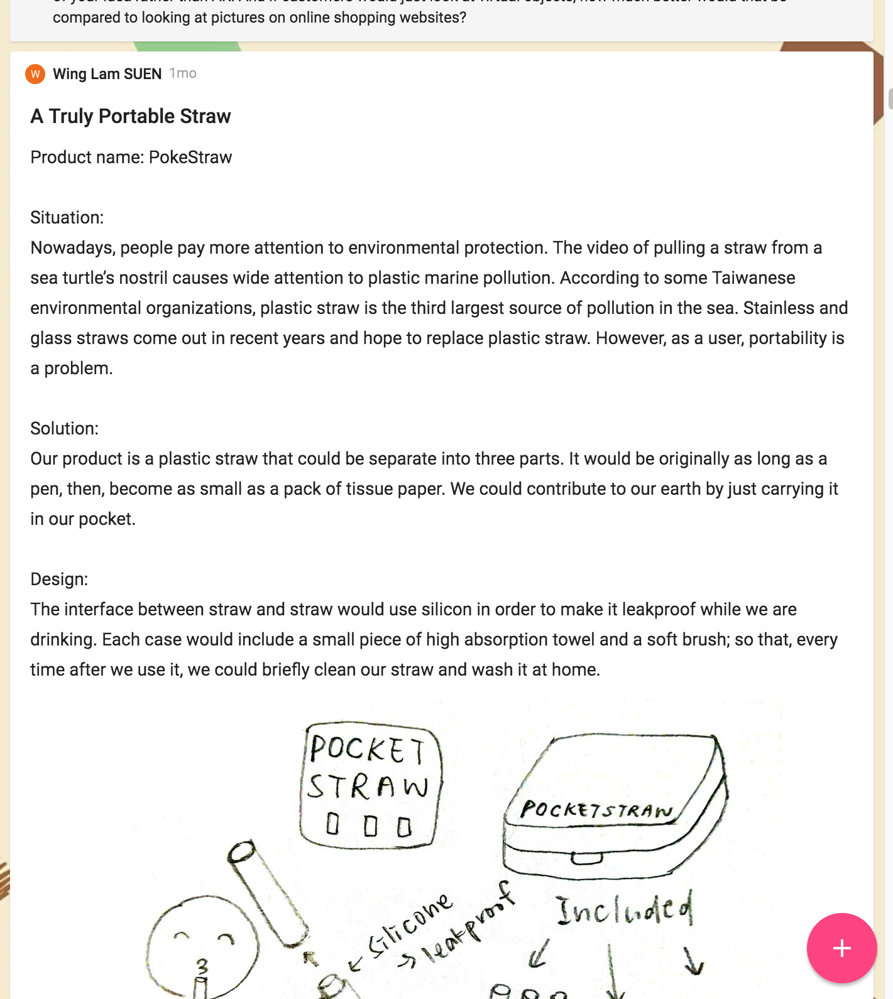 compared to looking at pictures on online shopping websites?
W
Wing Lam SUEN 1mo
A Truly Portable Straw
Product name: PokeStraw
Situation:
Nowadays, people pay more attention to environmental protection. The video of pulling a straw from a
sea turtle’s nostril causes wide attention to plastic marine pollution. According to some Taiwanese
environmental organizations, plastic straw is the third largest source of pollution in the sea. Stainless and
glass straws come out in recent years and hope to replace plastic straw. However, as a user, portability is
a problem.
Solution:
Our product is a plastic straw that could be separate into three parts. It would be originally as long as a
pen, then, become as small as a pack of tissue paper. We could contribute to our earth by just carrying it
in our pocket.
Design:
The interface between straw and straw would use silicon in order to make it leakproof while we are
drinking. Each case would include a small piece of high absorption towel and a soft brush; so that, every
time after we use it, we could briefly clean our straw and wash it at home.
POCKET
STRAW
POCKETSTRAW
silicone
leakproof
Included